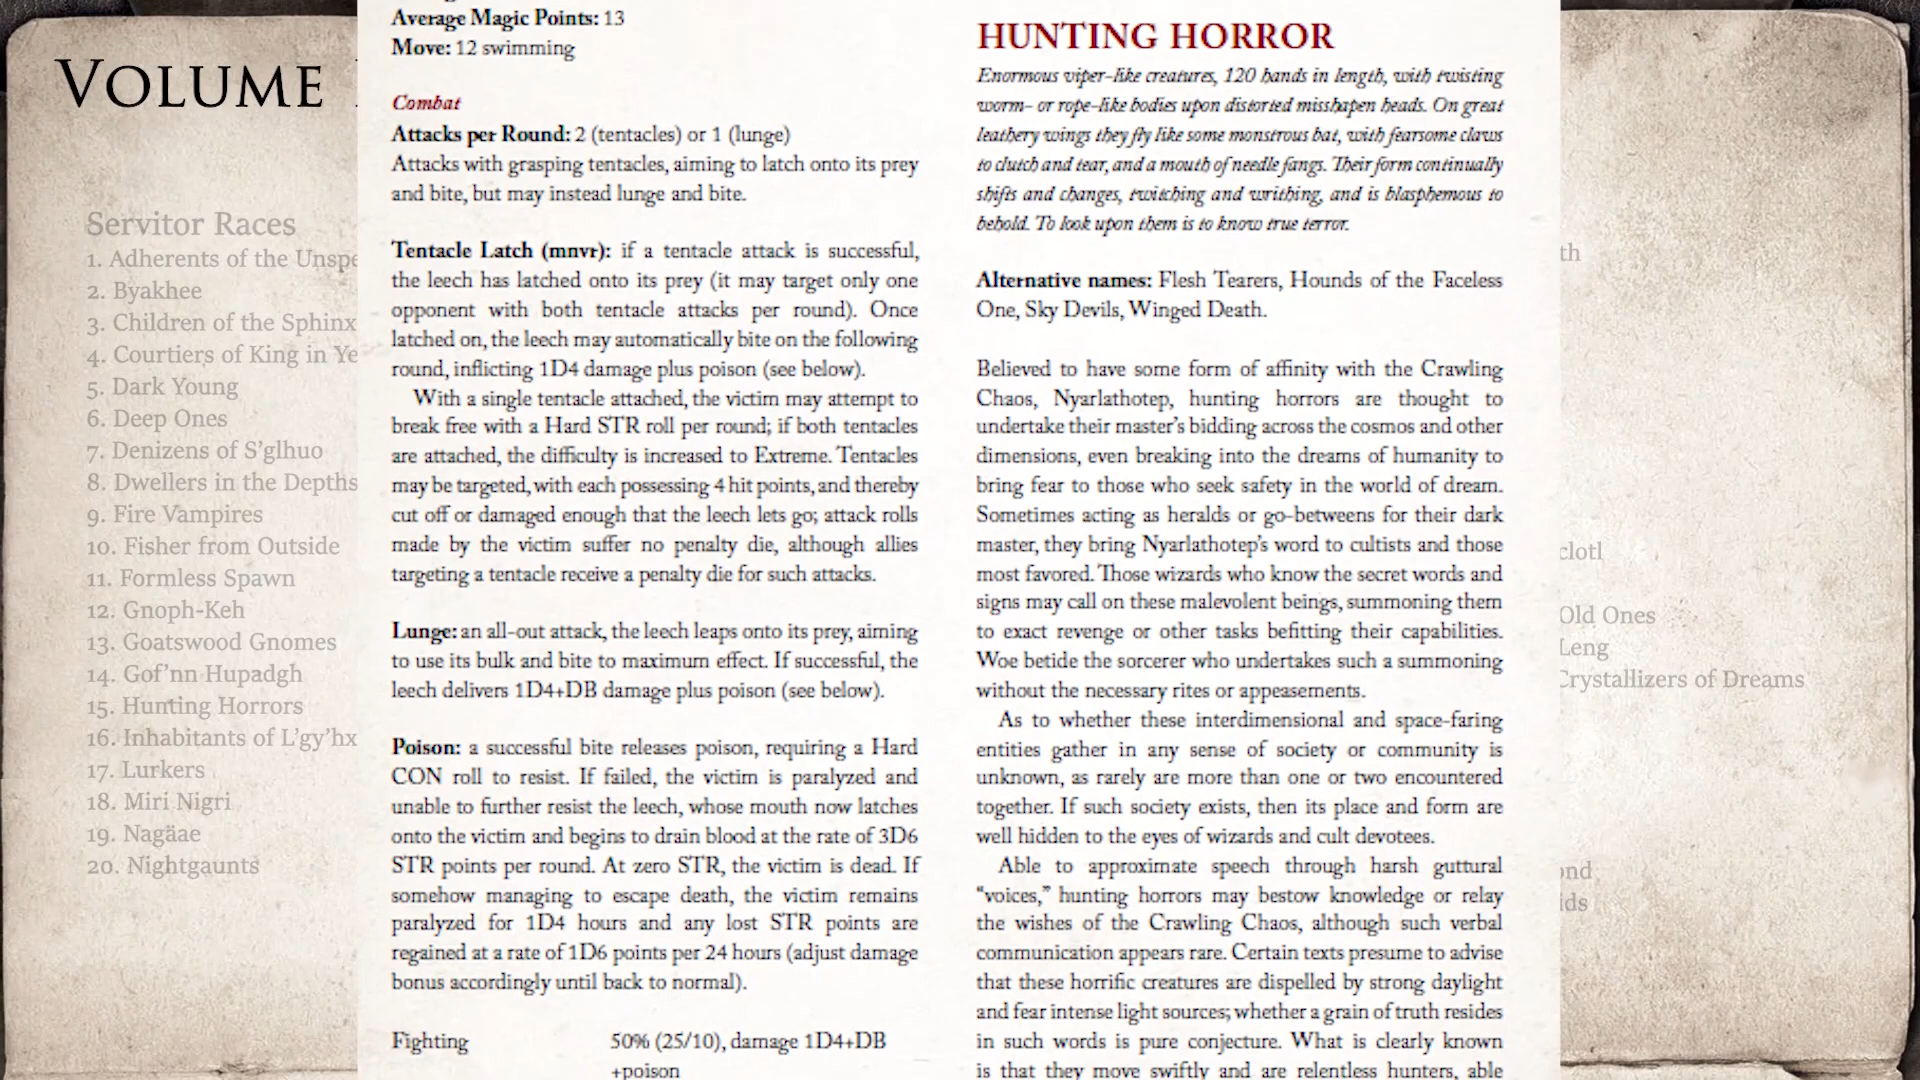 VOLUME
Servitor Races
1. Adherents of the Unspe
2. Byakhee
3. Children of the Sphinx
4. Courtiers of King in Ye
5. Dark Young
6. Deep Ones
7. Denizens of S'glhuo
8. Dwellers in the Depths
9. Fire Vampires
10. Fisher from Outside
11. Formless Spawn
12. Gnoph-Keh
13. Goatswood Gnomes
14. Gof'nn Hupadgh
15. Hunting Horrors
16. Inhabitants of L'gy'hx
17. Lurkers
18. Miri Nigri
19. Nagäae
20. Nightgaunts
Average Magic Points: 13
Move: 12 swimming
Combat
Attacks per Round: 2 (tentacles) or 1 (lunge)
Attacks with grasping tentacles, aiming to latch onto its prey
and bite, but may instead lunge and bite.
Tentacle Latch (mnvr): if a tentacle attack is successful,
the leech has latched onto its prey (it may target only one
opponent with both tentacle attacks per round). Once
latched on, the leech may automatically bite on the following
round, inflicting 1D4 damage plus poison (see below).
With a single tentacle attached, the victim may attempt to
break free with a Hard STR roll per round; if both tentacles
are attached, the difficulty is increased to Extreme. Tentacles
may be targeted, with each possessing 4 hit points, and thereby
cut off or damaged enough that the leech lets go; attack rolls
made by the victim suffer no penalty die, although allies
targeting a tentacle receive a penalty die for such attacks.
Lunge: an all-out attack, the leech leaps onto its prey, aiming
to use its bulk and bite to maximum effect. If successful, the
leech delivers 1D4+DB damage plus poison (see below).
Poison: a successful bite releases poison, requiring a Hard
CON roll to resist. If failed, the victim is paralyzed and
unable to further resist the leech, whose mouth now latches
onto the victim and begins to drain blood at the rate of 3D6
STR points per round. At zero STR, the victim is dead. If
somehow managing to escape death, the victim remains
paralyzed for 1D4 hours and any lost STR points are
regained at a rate of 1D6 points per 24 hours (adjust damage
bonus accordingly until back to normal).
Fighting 50% (25/10), damage 1D4+DB
+poison
HUNTING HORROR
Enormous viper-like creatures, 120 hands in length, with twisting
worm- or rope-like bodies upon distorted misshapen heads. On great
leathery wings they fly like some monstrous bat, with fearsome claws
to clutch and tear, and a mouth of needle fangs. Their form continually
shifts and changes, twitching and writhing, and is blasphemous to
behold. To look upon them is to know true terror.
Alternative names: Flesh Tearers, Hounds of the Faceless
One, Sky Devils, Winged Death.
Believed to have some form of affinity with the Crawling
Chaos, Nyarlathotep, hunting horrors are thought to
undertake their master's bidding across the cosmos and other
dimensions, even breaking into the dreams of humanity to
bring fear to those who seek safety in the world of dream.
Sometimes acting as heralds or go-betweens for their dark
master, they bring Nyarlathotep's word to cultists and those
most favored. Those wizards who know the secret words and
signs may call on these malevolent beings, summoning them
to exact revenge or other tasks befitting their capabilities.
Woe betide the sorcerer who undertakes such a summoning
without the necessary rites or appeasements.
As to whether these interdimensional and space-faring
entities gather in any sense of society or community is
unknown, as rarely are more than one or two encountered
together. If such society exists, then its place and form are
well hidden to the eyes of wizards and cult devotees.
Able to approximate speech through harsh guttural
"voices," hunting horrors may bestow knowledge or relay
the wishes of the Crawling Chaos, although such verbal
communication appears rare. Certain texts presume to advise
that these horrific creatures are dispelled by strong daylight
and fear intense light sources; whether a grain of truth resides
in such words is pure conjecture. What is clearly known
is that they move swiftly and are relentless hunters, able
th
clotl
Old Ones
Leng
Crystallizers of Dreams
ond
ids